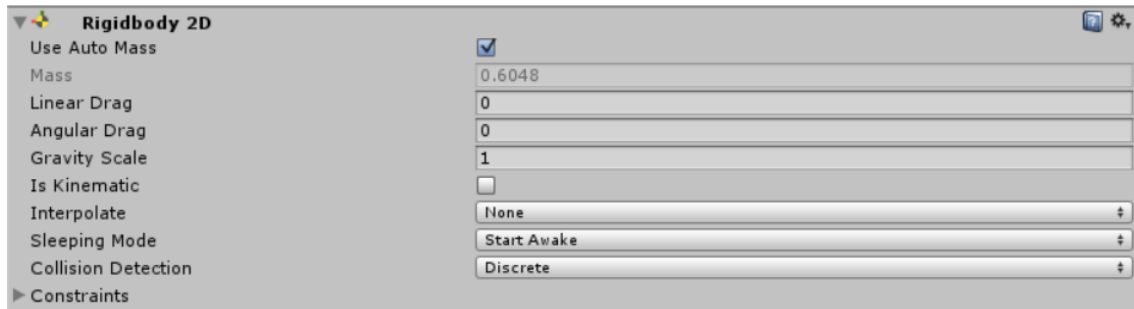 Rigidbody 2D
Use Auto Mass
Mass 0.6048
Linear Drag 0
Angular Drag 0
Gravity Scale 1
Is Kinematic
Interpolate None
Sleeping Mode Start Awake
Collision Detection Discrete
Constraints